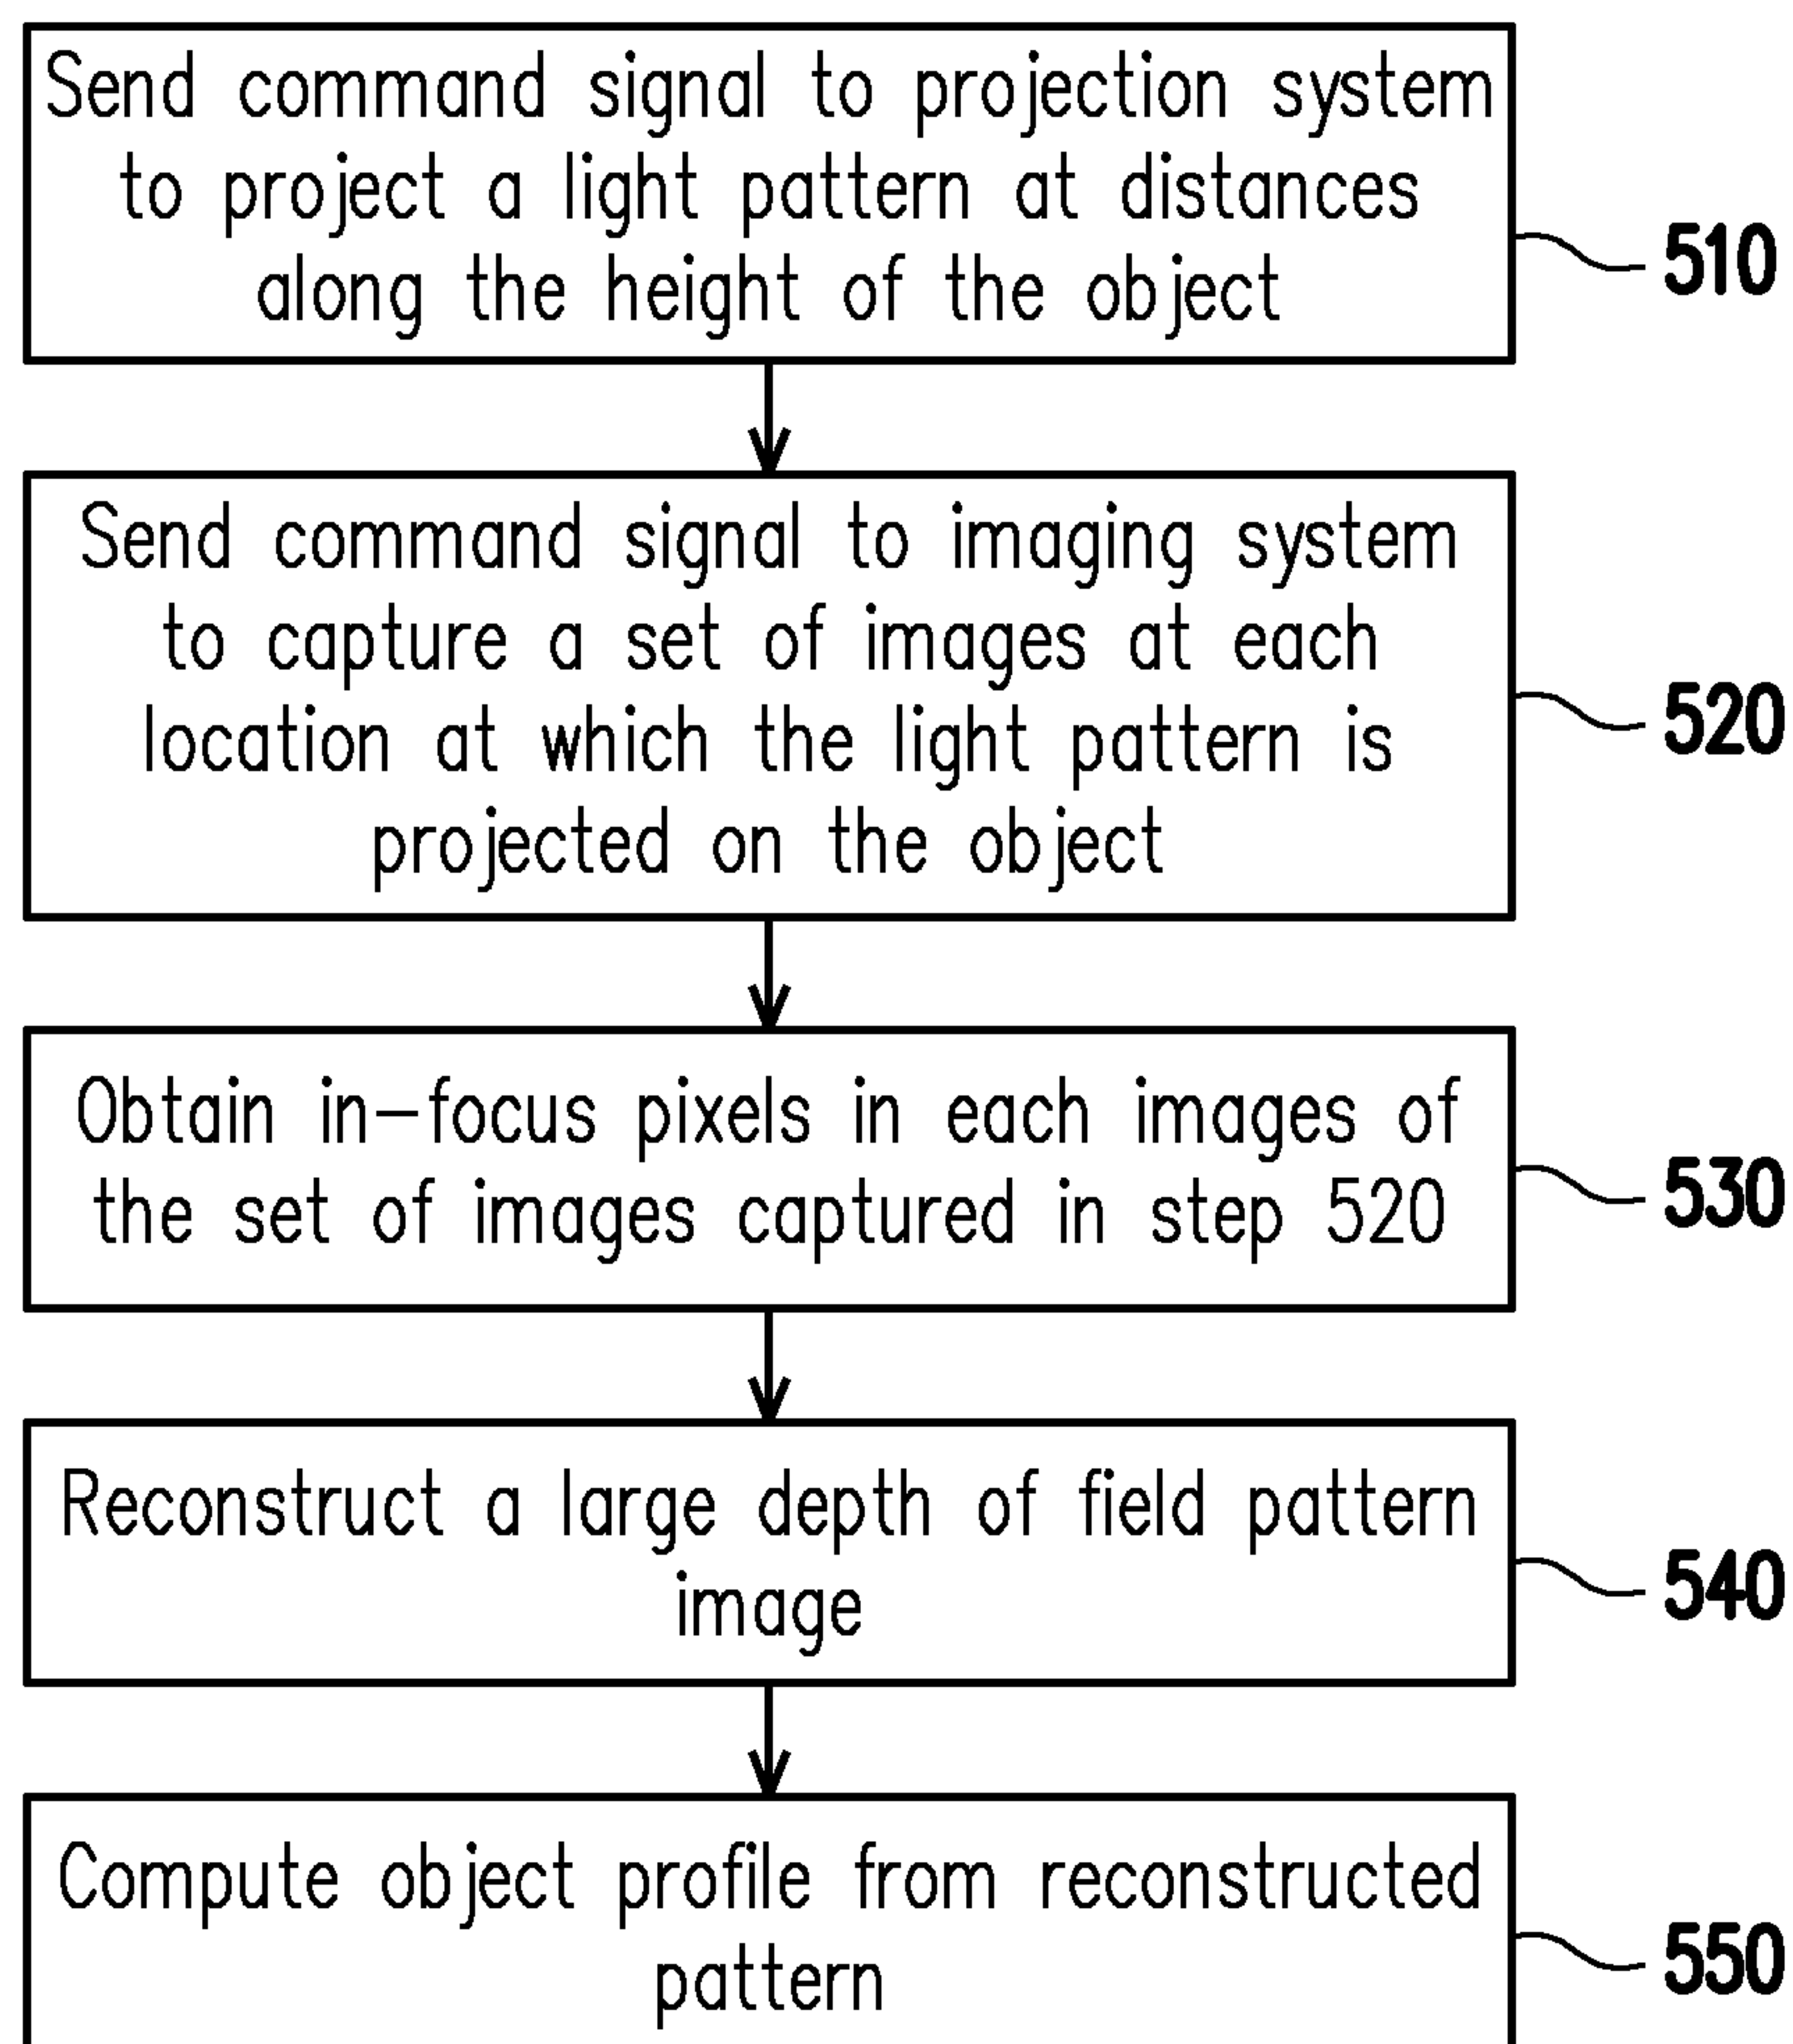 Send command signal to projection system
to project a light pattern at distances
along the height of the object
510
Send command signal to imaging system
to capture a set of images at each
location at which the light pattern is
projected on the object
520
Obtain in-focus pixels in each images of
the set of images captured in step 520
530
Reconstruct a large depth of field pattern
image
540
Compute object profile from reconstructed
pattern
550